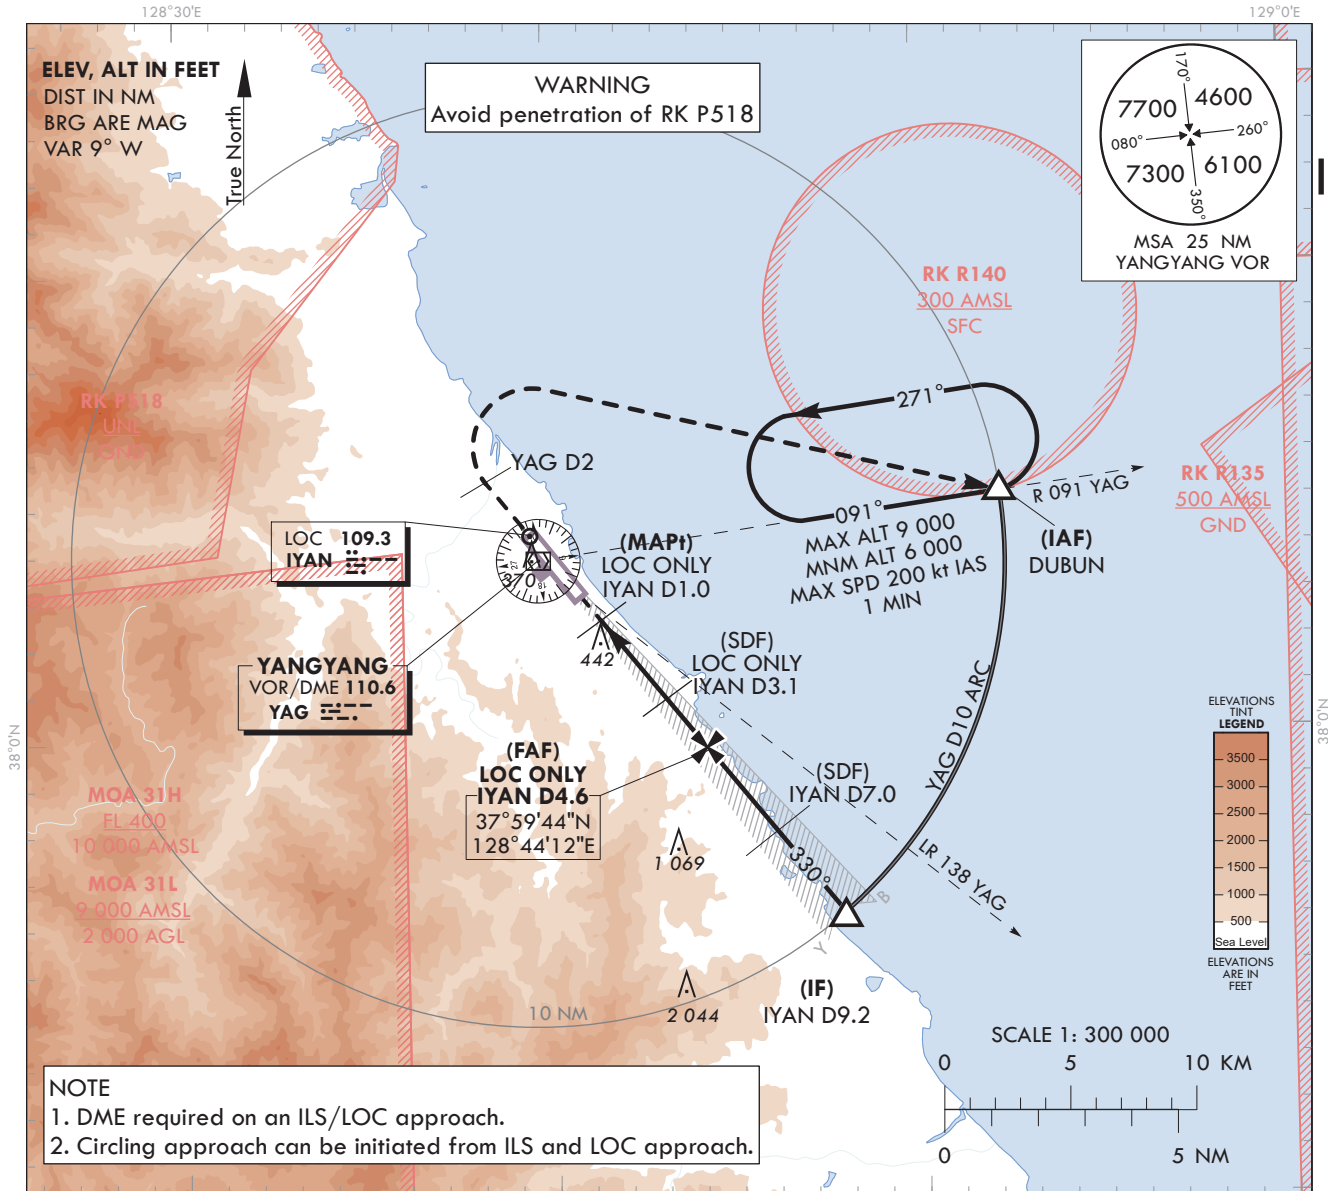 128°30'E
129°0'E
ELEV, ALT IN FEET
DIST IN NM
BRG ARE MAG
VAR 9° W
True North
WARNING
Avoid penetration of RK P518
170°
7700
4600
080°
260°
7300
6100
350°
MSA 25 NM
YANGYANG VOR
RK R140
300 AMSL
SFC
RK P518
UNL
GND
271°
YAG D2
R 091 YAG
RK R135
500 AMSL
GND
091°
MAX ALT 9 000
MNM ALT 6 000
MAX SPD 200 kt IAS
1 MIN
(IAF)
DUBUN
LOC 109.3
IYAN
(MAPt)
LOC ONLY
IYAN D1.0
27
9
370
18
442
YANGYANG
VOR/DME 110.6
YAG
(SDF)
LOC ONLY
IYAN D3.1
YAG D10 ARC
38°0'N
38°0'N
(FAF)
LOC ONLY
IYAN D4.6
37°59'44"N
128°44'12"E
(SDF)
IYAN D7.0
1 069
330°
LR 138 YAG
B
Y
MOA 31H
FL 400
10 000 AMSL
MOA 31L
9 000 AMSL
2 000 AGL
ELEVATIONS
TINT
LEGEND
3500
3000
2500
2000
1500
1000
500
Sea Level
ELEVATIONS
ARE IN
FEET
10 NM
2 044
(IF)
IYAN D9.2
SCALE 1: 300 000
0 5 10 KM
0 5 NM
NOTE
1. DME required on an ILS/LOC approach.
2. Circling approach can be initiated from ILS and LOC approach.